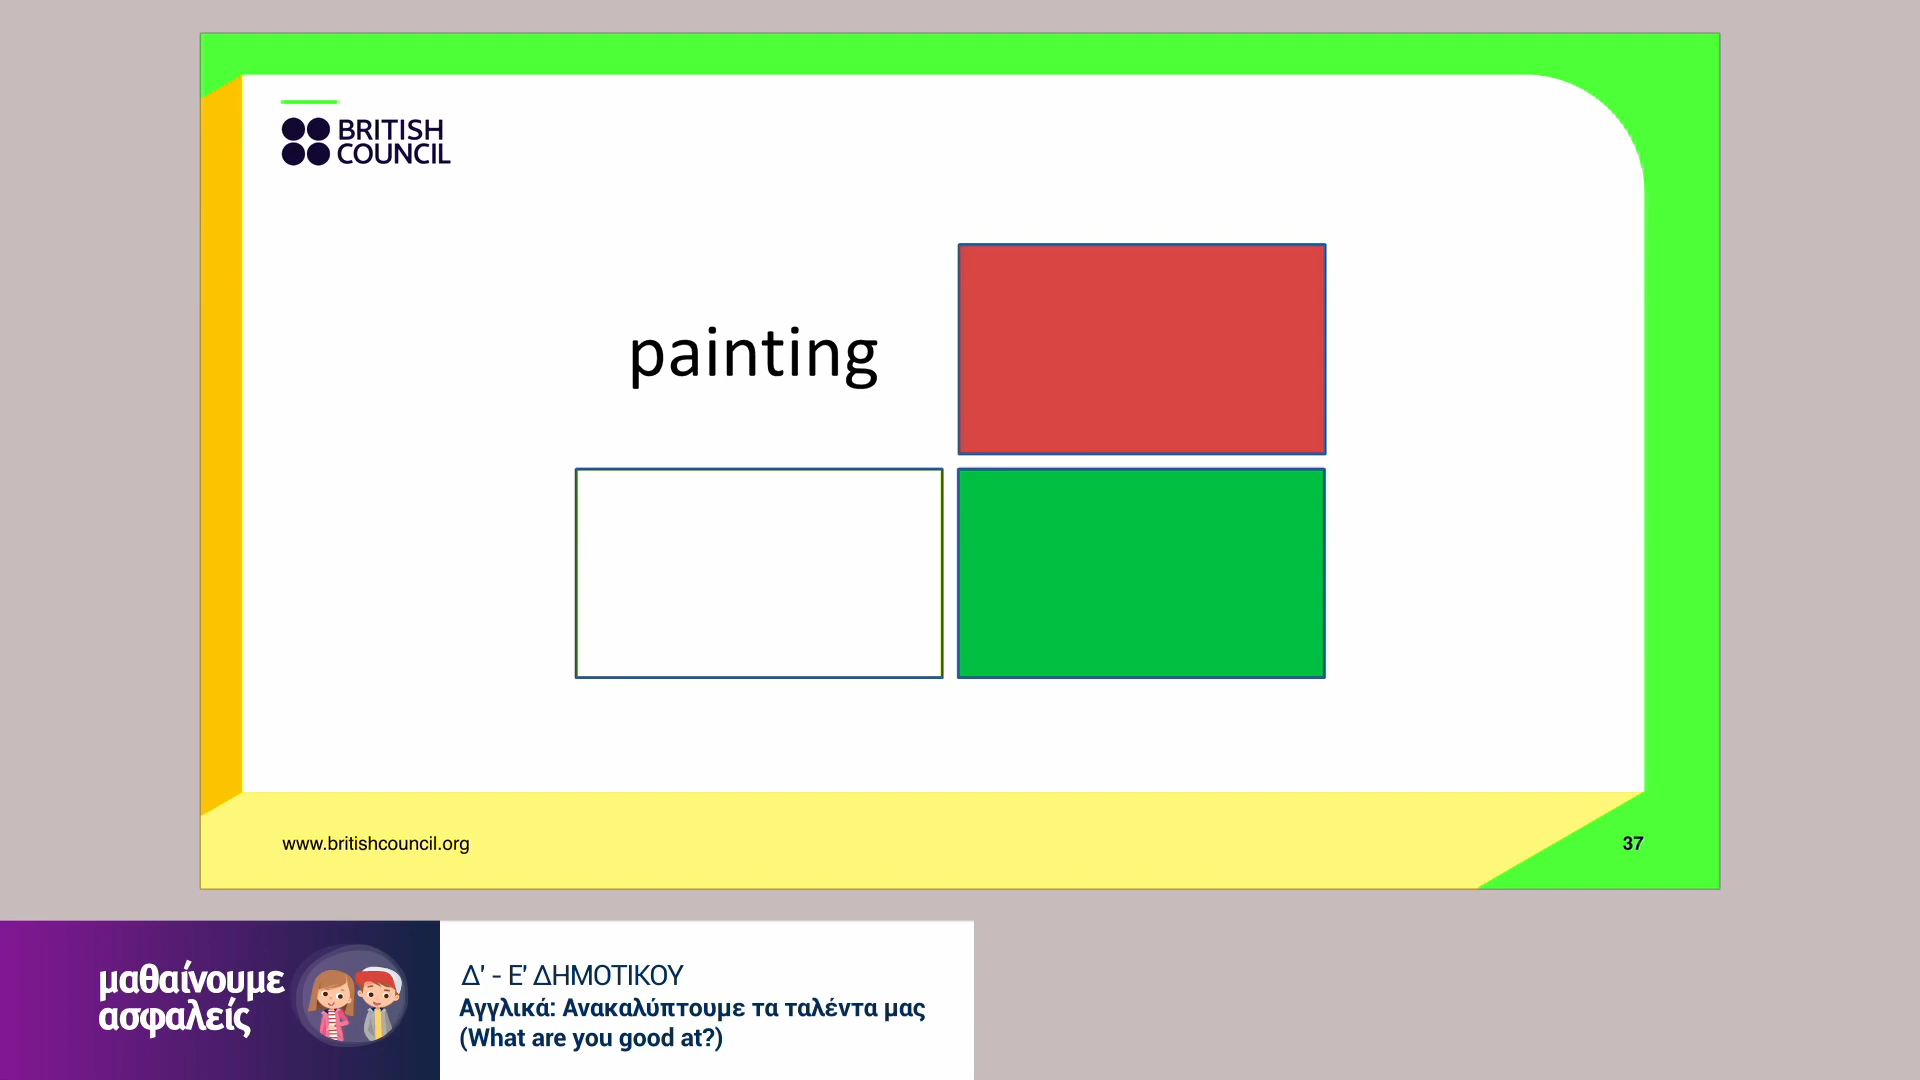 BRITISH
COUNCIL
painting
www.britishcouncil.org
37
μαθαίνουμε
ασφαλείς
Δ' - Ε' ΔΗΜΟΤΙΚΟΥ
Αγγλικά: Ανακαλύπτουμε τα ταλέντα μας
(What are you good at?)